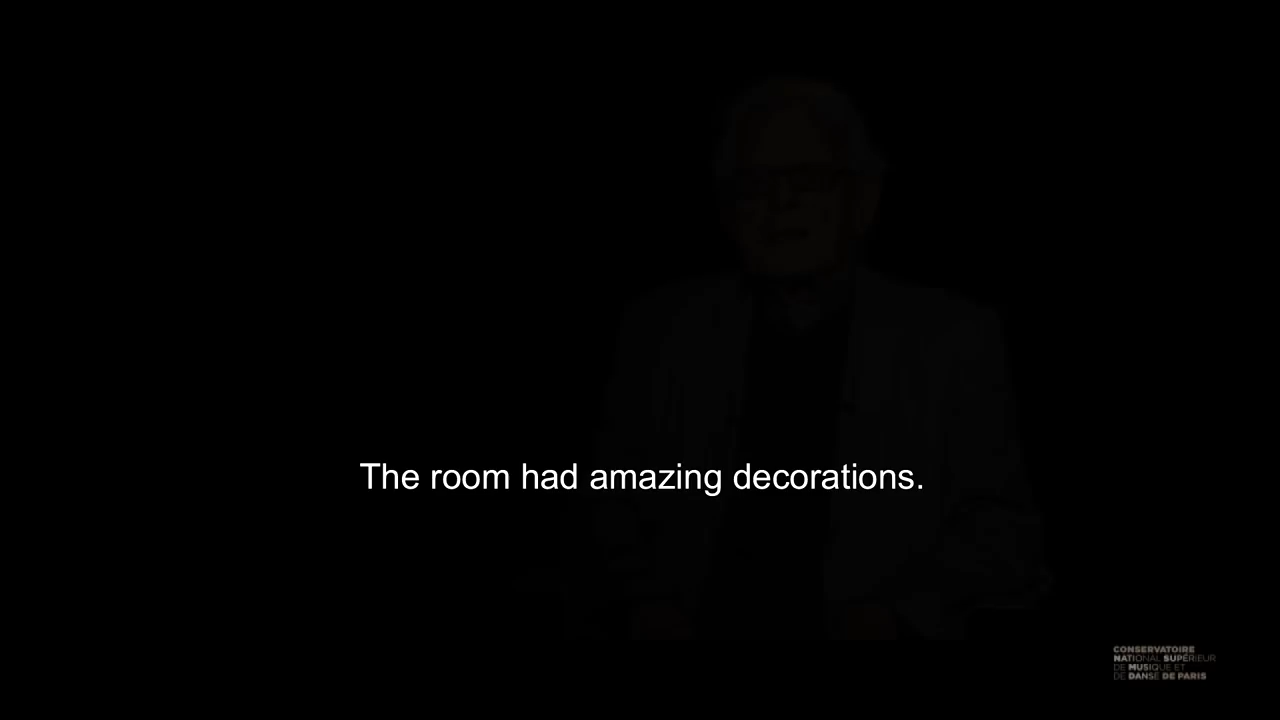 The room had amazing decorations.
CONSERVATOIRE
NATIONAL SUPÉRIEUR
DE MUSIQUE ET
DE DANSE DE PARIS